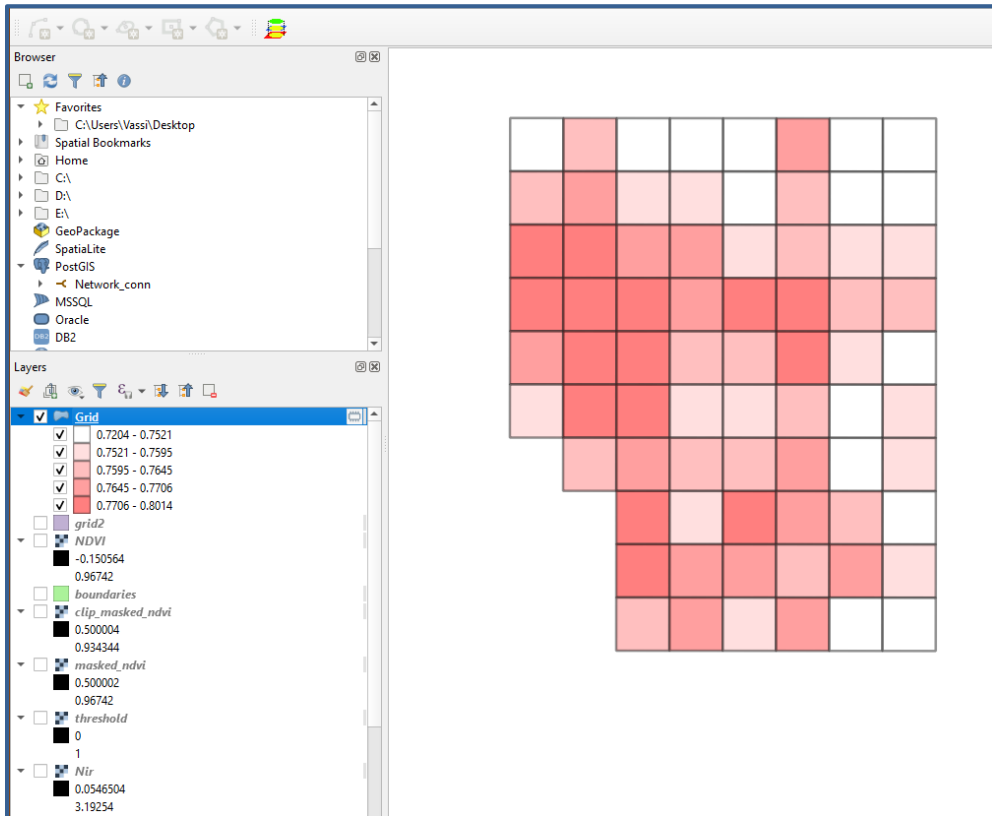 Browser
Favorites
C:\Users\Vassi\Desktop
Spatial Bookmarks
Home
C:\
D:\
E:\
GeoPackage
SpatiaLite
PostGIS
Network_conn
MSSQL
Oracle
DB2 DB2
Layers
Grid
0.7204 - 0.7521
0.7521 - 0.7595
0.7595 - 0.7645
0.7645 - 0.7706
0.7706 - 0.8014
grid2
NDVI
-0.150564
0.96742
boundaries
clip_masked_ndvi
0.500004
0.934344
masked_ndvi
0.500002
0.96742
threshold
0
1
Nir
0.0546504
3.19254